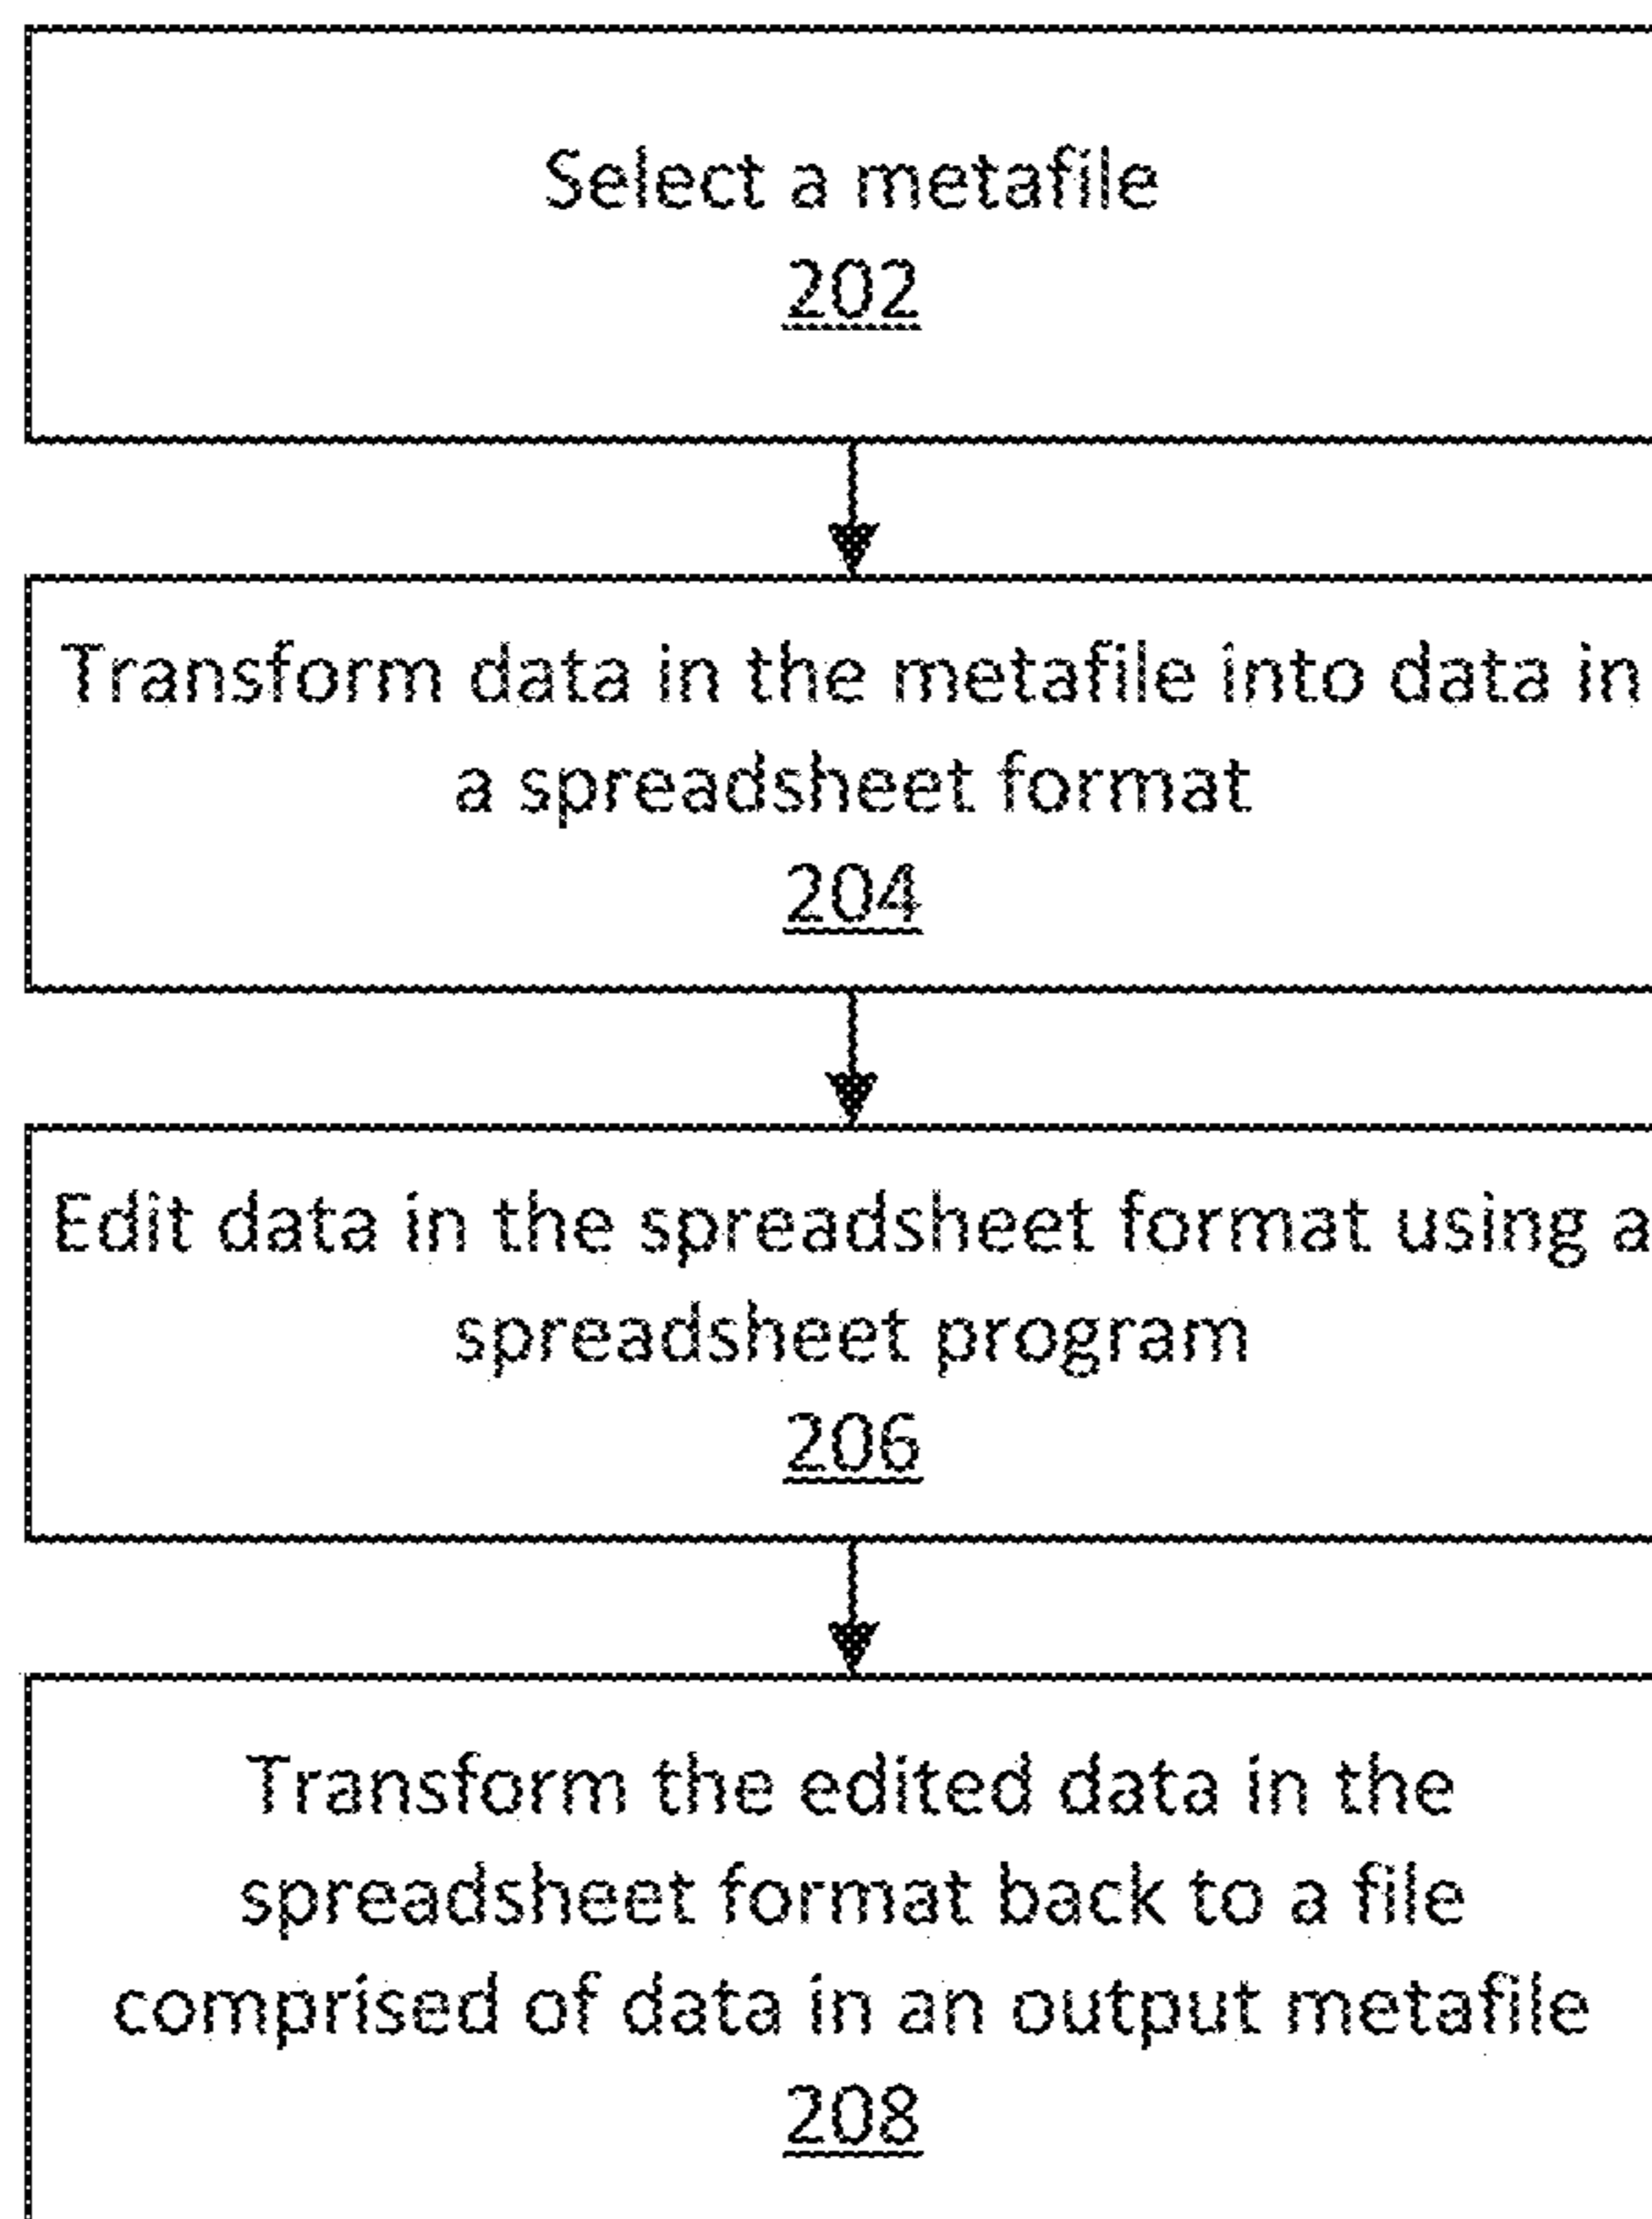 Select a metafile
202
Transform data in the metafile into data in
a spreadsheet format
204
Edit data in the spreadsheet format using a
spreadsheet program
206
Transform the edited data in the
spreadsheet format back to a file
comprised of data in an output metafile
208